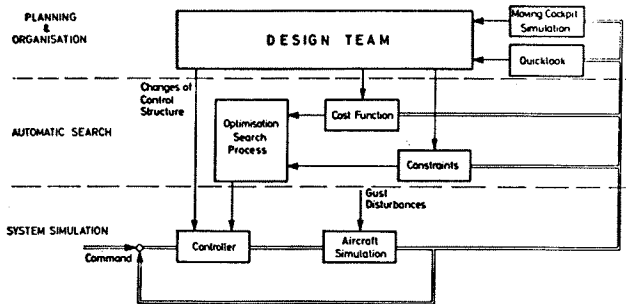 PLANNING
&
ORGANISATION
DESIGN TEAM
Moving Cockpit
Simulation
Quicklook
Changes of
Control
Structure
AUTOMATIC SEARCH
Optimisation
Search
Process
Cost Function
Constraints
Gust
Disturbances
SYSTEM SIMULATION
Command
Controller
Aircraft
Simulation